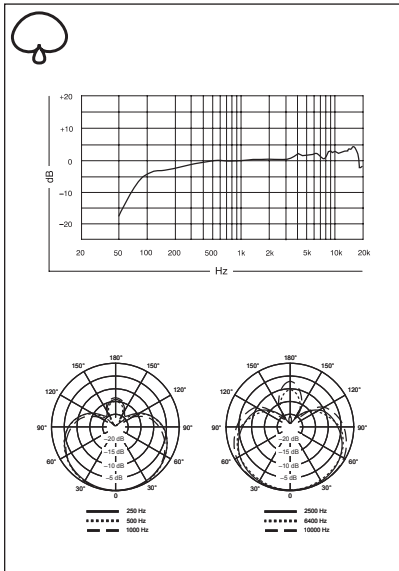 +20
+10
0
–10
–20
dB
20 50 100 200 500 1k 2k 5k 10k 20k
Hz
180°
150° 150°
120° 120°
90° 90°
60° 60°
30° 30°
0
–20 dB
–15 dB
–10 dB
–5 dB
250 Hz
500 Hz
1000 Hz
180°
150° 150°
120° 120°
90° 90°
60° 60°
30° 30°
0
–20 dB
–15 dB
–10 dB
–5 dB
2500 Hz
6400 Hz
10000 Hz